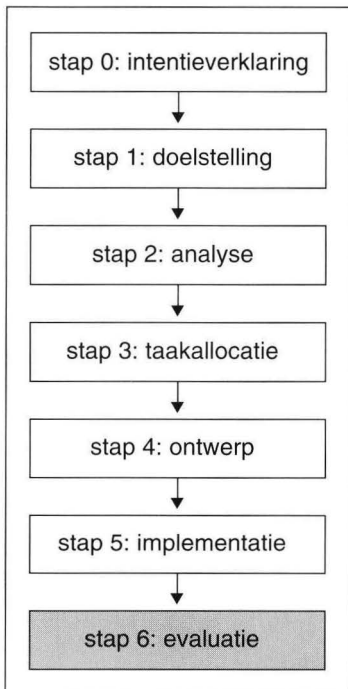 stap 0: intentieverklaring
stap 1: doelstelling
stap 2: analyse
stap 3: taakallocatie
stap 4: ontwerp
stap 5: implementatie
stap 6: evaluatie